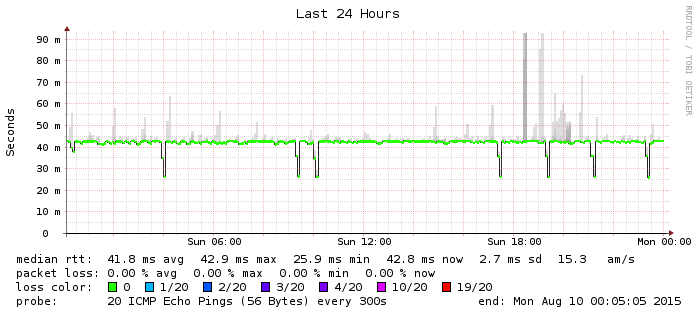 Last 24 Hours
RRDTOOL / TOBI OETIKER
Seconds
90 m
80 m
70 m
60 m
50 m
40 m
30 m
20 m
10 m
0
Sun 06:00 Sun 12:00 Sun 18:00 Mon 00:00
median rtt: 41.8 ms avg 42.9 ms max 25.9 ms min 42.8 ms now 2.7 ms sd 15.3 am/s
packet loss: 0.00 % avg 0.00 % max 0.00 % min 0.00 % now
loss color: 0 1/20 2/20 3/20 4/20 10/20 19/20
probe: 20 ICMP Echo Pings (56 Bytes) every 300s end: Mon Aug 10 00:05:05 2015